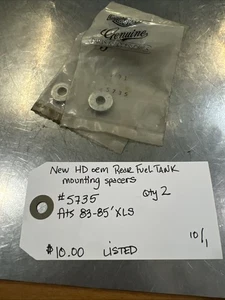 Genuine
5735
New HD oem Rear Fuel TANK
mounting spacers
#5735 Qty 2
fits 83-85' XLS
$10.00 LISTED 10/1